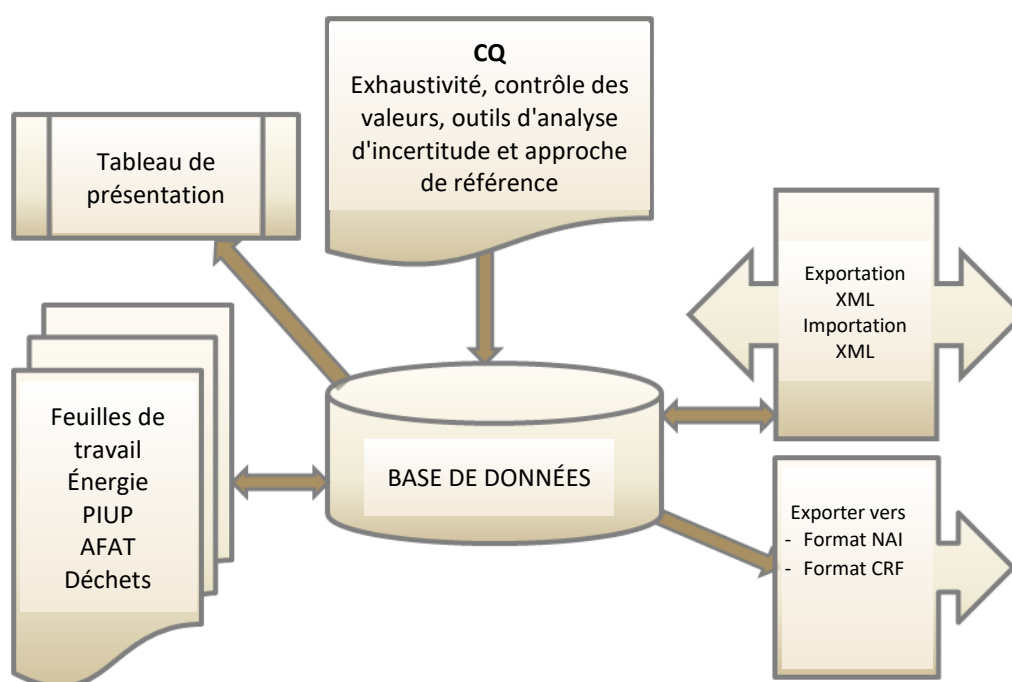 CQ
Exhaustivité, contrôle des
valeurs, outils d'analyse
d'incertitude et approche
de référence
Tableau de
présentation
Exportation
XML
Importation
XML
Feuilles de
travail
Énergie
PIUP
AFAT
Déchets
BASE DE DONNÉES
Exporter vers
- Format NAI
- Format CRF